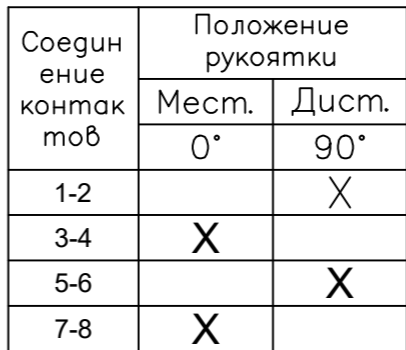 Соедин
ение
контак
тов
Положение
рукоятки
Мест. Дист.
0° 90°
1-2 X
3-4 X
5-6 X
7-8 X